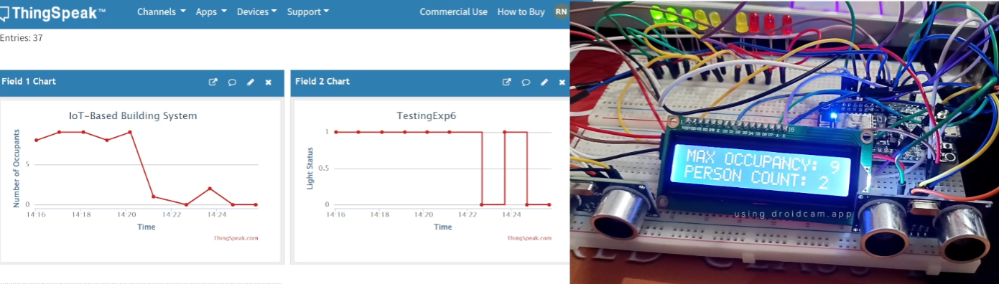 ThingSpeak™
Channels
Apps
Devices
Support
Commercial Use
How to Buy
RN
Entries: 37
Field 1 Chart
IoT-Based Building System
Number of Occupants
5
0
14:16
14:18
14:20
14:22
14:24
Time
ThingSpeak.com
Field 2 Chart
TestingExp6
Light Status
1
0.5
0
14:16
14:18
14:20
14:22
14:24
Time
ThingSpeak.com
MAX OCCUPANCY: 9
PERSON COUNT: 2
using droidcam.app